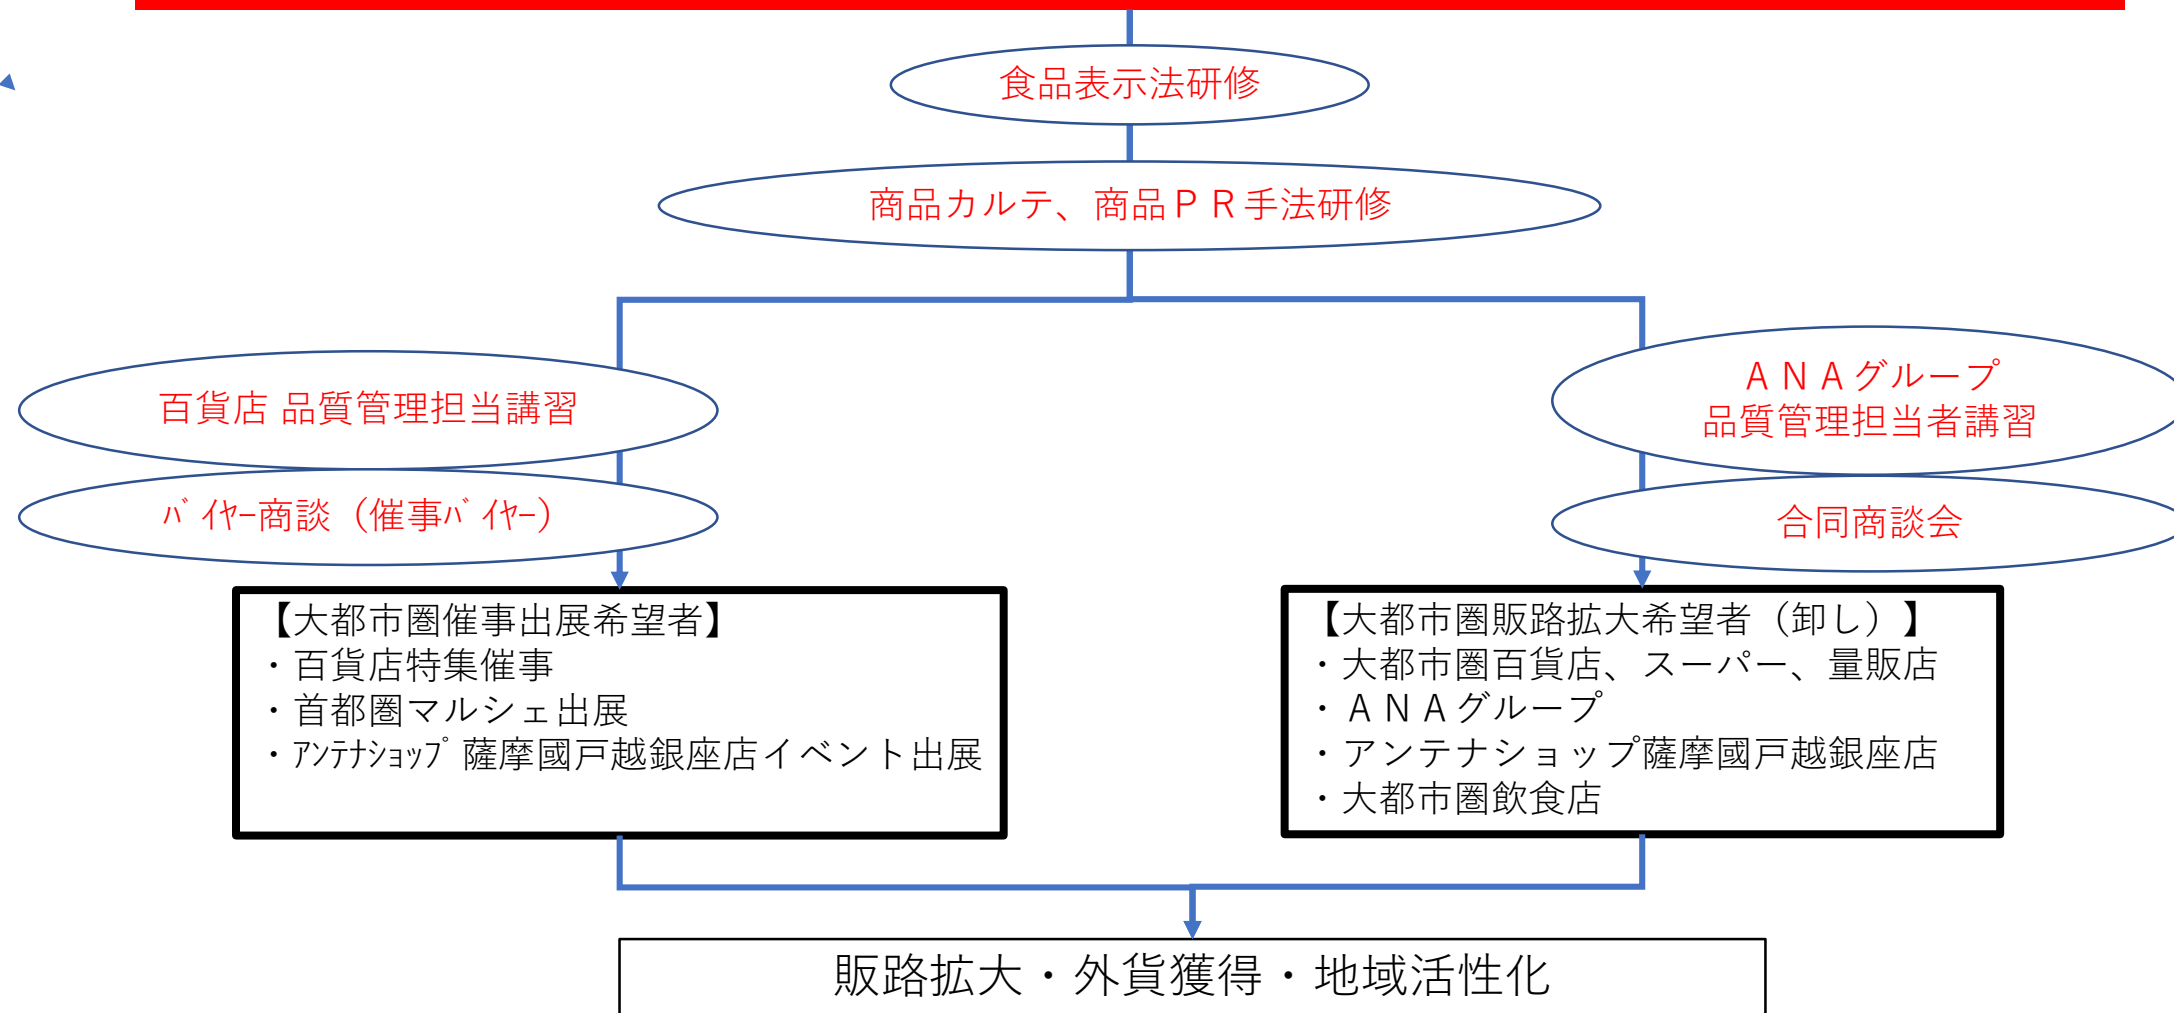 食品表示法研修
商品カルテ、商品ＰＲ手法研修
百貨店 品質管理担当講習
ﾊﾞｲﾔｰ商談（催事ﾊﾞｲﾔｰ）
ＡＮＡグループ
品質管理担当者講習
合同商談会
【大都市圏催事出展希望者】
・百貨店特集催事
・首都圏マルシェ出展
・ｱﾝﾃﾅｼｮｯﾌﾟ薩摩國戸越銀座店イベント出展
【大都市圏販路拡大希望者（卸し）】
・大都市圏百貨店、スーパー、量販店
・ＡＮＡグループ
・アンテナショップ薩摩國戸越銀座店
・大都市圏飲食店
販路拡大・外貨獲得・地域活性化